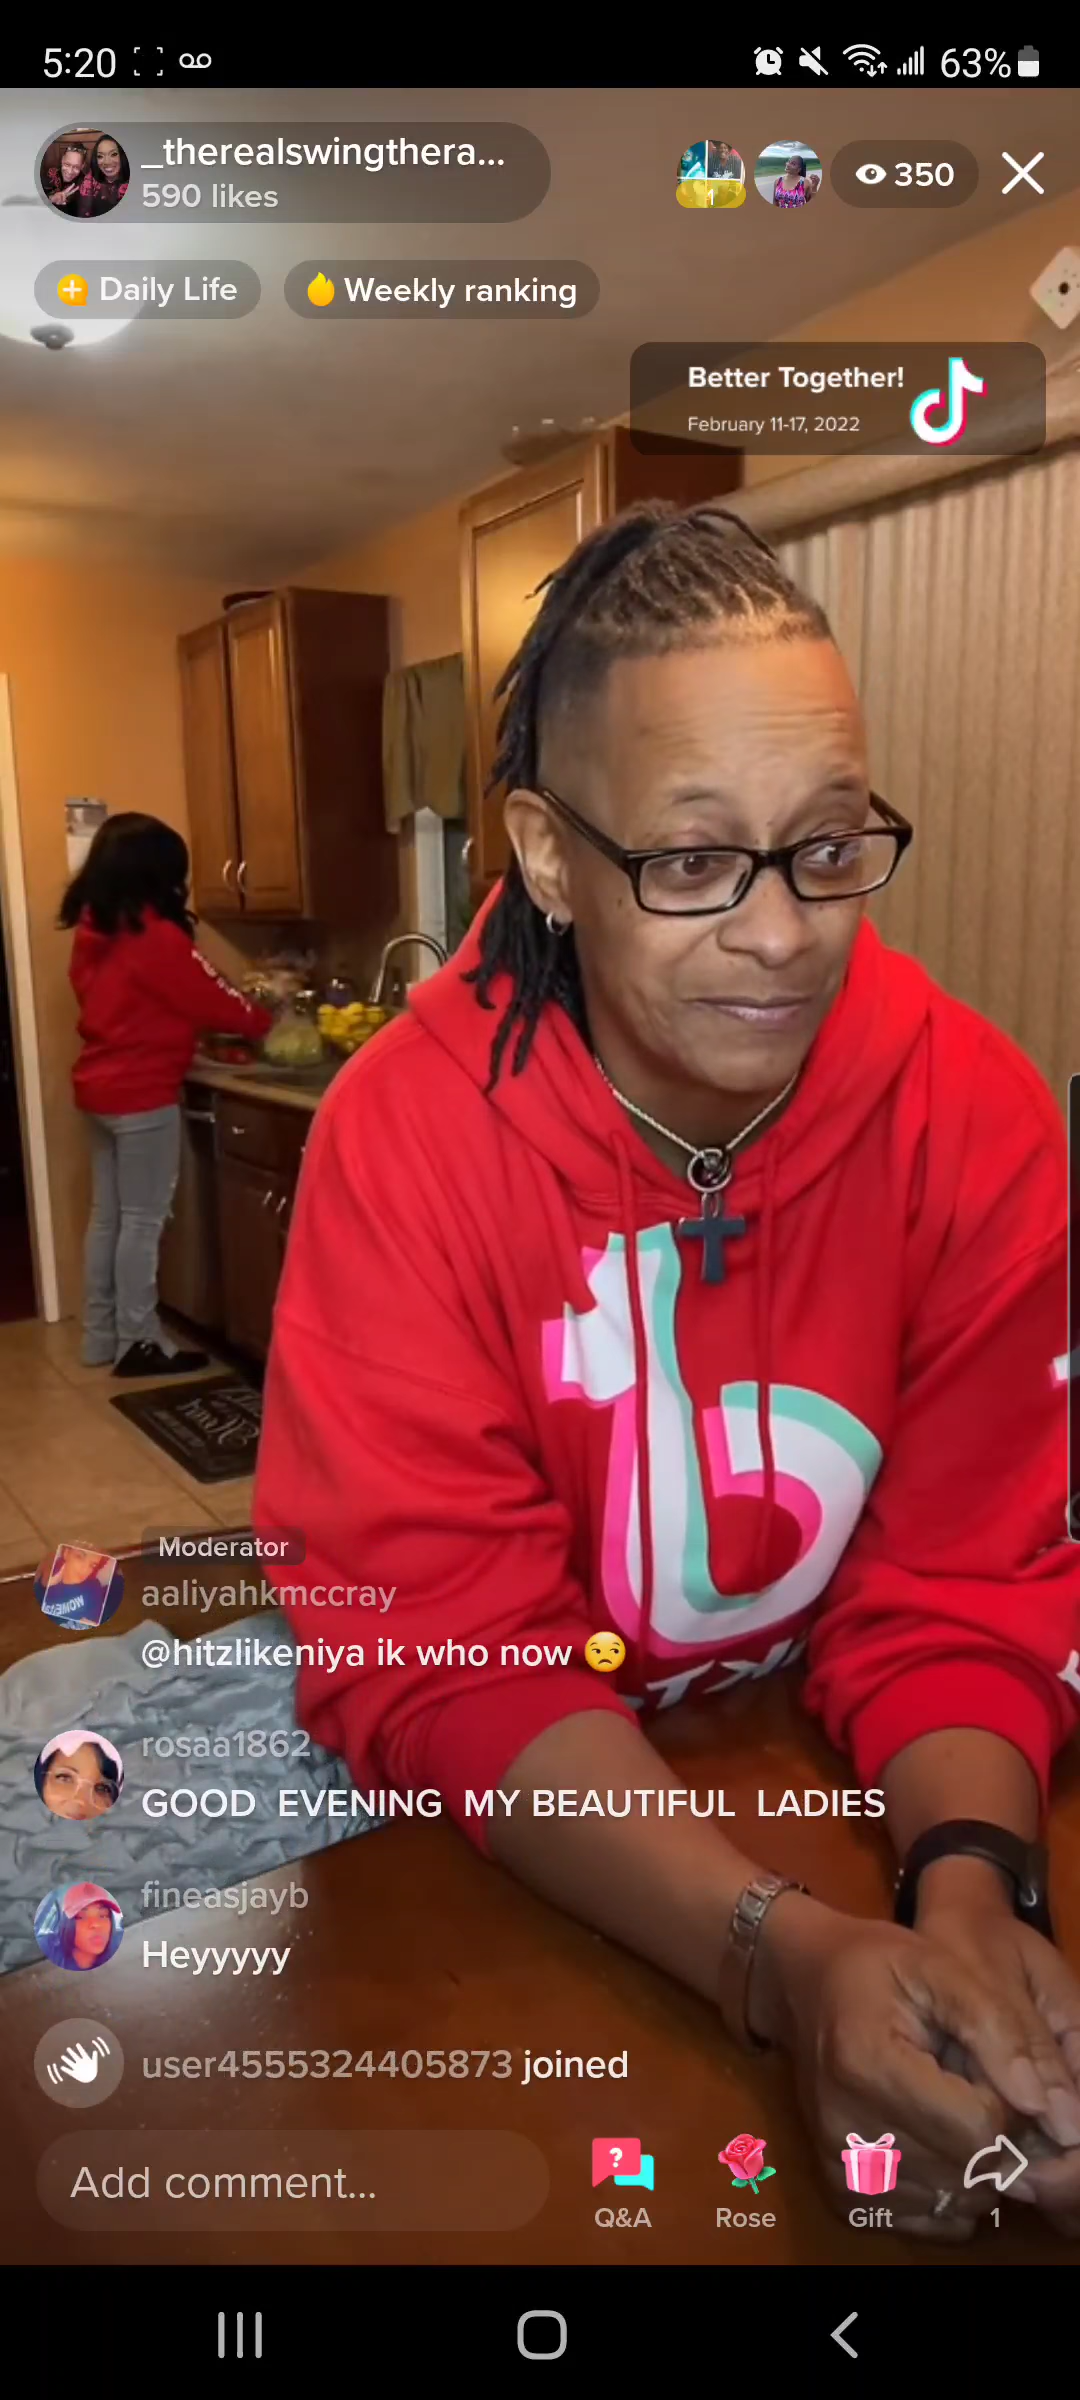 5:20
63%
_therealswingthera...
590 likes
1
350
Daily Life
Weekly ranking
Better Together!
February 11-17, 2022
Moderator
aaliyahkmccray
@hitzlikeniya ik who now 😒
rosaa1862
GOOD EVENING MY BEAUTIFUL LADIES
fineasjayb
Heyyyyy
user4555324405873 joined
Add comment...
Q&A
Rose
Gift
1